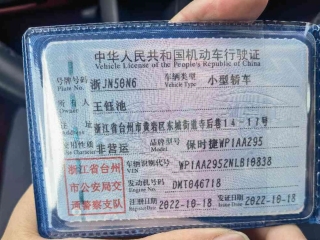 中华人民共和国机动车行驶证
Vehicle License of the People's Republic of China
号牌号码 浙JN50N6 车辆类型 小型轿车
Plate No. Vehicle Type
所有人 王钰池
住址 浙江省台州市黄岩区东城街道寺后巷14-17号
使用性质 非营运 品牌型号 保时捷WP1AA295
浙江省台州市公安局交通警察支队
车辆识别代号 WP1AA2952NLB10838
VIN
发动机号码 DMT046718
注册日期 2022-10-18 发证日期 2022-10-18